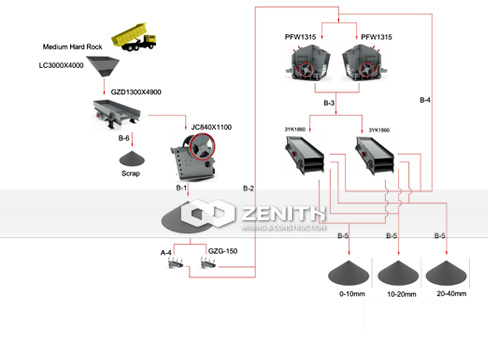 PFW1315 PFW1315
Medium Hard Rock
LC3000X4000
GZD1300X4900
B-3
B-4
JC840X1100
3YK1860 3YK1860
B-6
Scrap
B-1
B-2
ZENITH
MINING & CONSTRUCTION
A-4
GZG-150
B-5 B-5 B-5
0-10mm 10-20mm 20-40mm